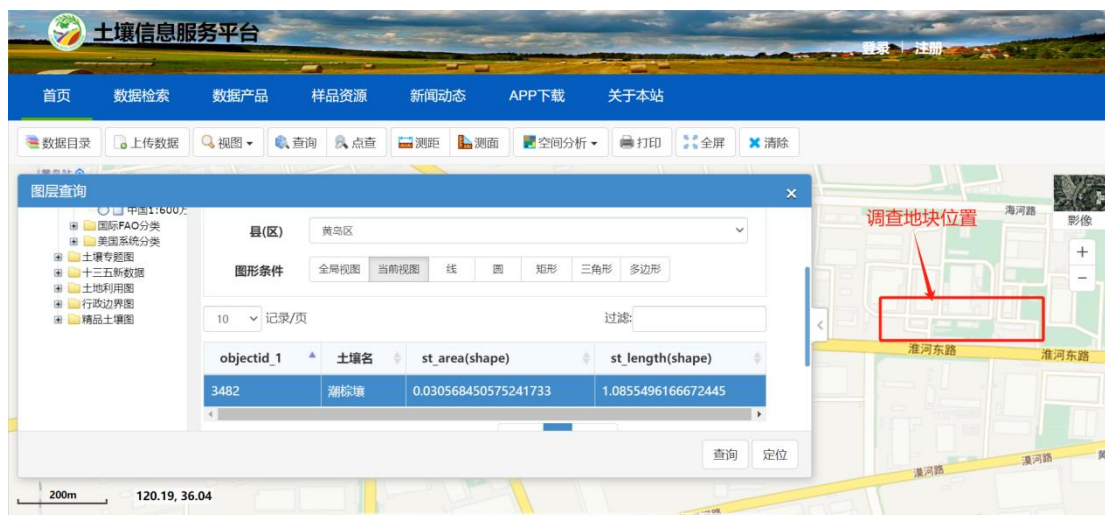 土壤信息服务平台
登录 | 注册
首页 数据检索 数据产品 样品资源 新闻动态 APP下载 关于本站
数据目录 上传数据 视图 查询 点查 测距 测面 空间分析 打印 全屏 清除
图层查询 ×
中国1:600万
国际FAO分类
美国系统分类
土壤专题图
十三五新数据
土地利用图
行政边界图
精品土壤图
县(区) 黄岛区
图形条件 全局视图 当前视图 线 圆 矩形 三角形 多边形
10 记录/页 过滤:
objectid_1 土壤名 st_area(shape) st_length(shape)
3482 潮棕壤 0.030568450575241733 1.0855496166672445
查询 定位
调查地块位置
海河路
影像
+
−
淮河东路
淮河东路
漠河路
漠河路
200m 120.19, 36.04